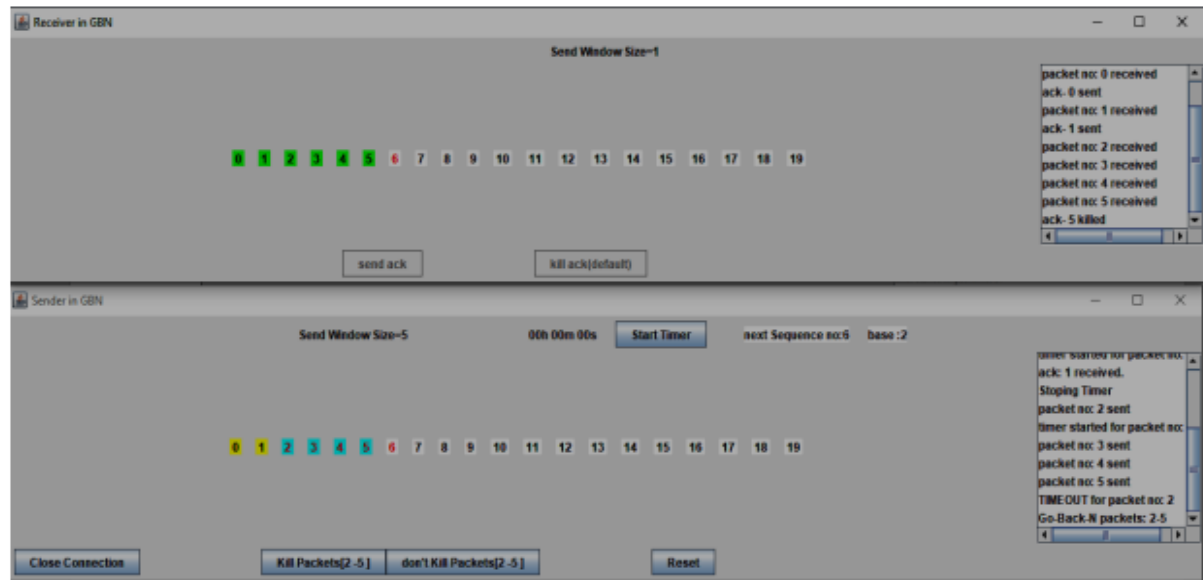 Receiver in GBN
Send Window Size=1
packet no: 0 received
ack- 0 sent
packet no: 1 received
ack- 1 sent
packet no: 2 received
packet no: 3 received
packet no: 4 received
packet no: 5 received
ack- 5 killed
0 1 2 3 4 5 6 7 8 9 10 11 12 13 14 15 16 17 18 19
send ack kill ack(default)
Sender in GBN
Send Window Size=5 00h 00m 00s Start Timer next Sequence no:6 base :2
timer started for packet no:
ack: 1 received.
Stoping Timer
packet no: 2 sent
timer started for packet no:
packet no: 3 sent
packet no: 4 sent
packet no: 5 sent
TIMEOUT for packet no: 2
Go-Back-N packets: 2-5
0 1 2 3 4 5 6 7 8 9 10 11 12 13 14 15 16 17 18 19
Close Connection Kill Packets[2 -5 ] don't Kill Packets[2 -5 ] Reset